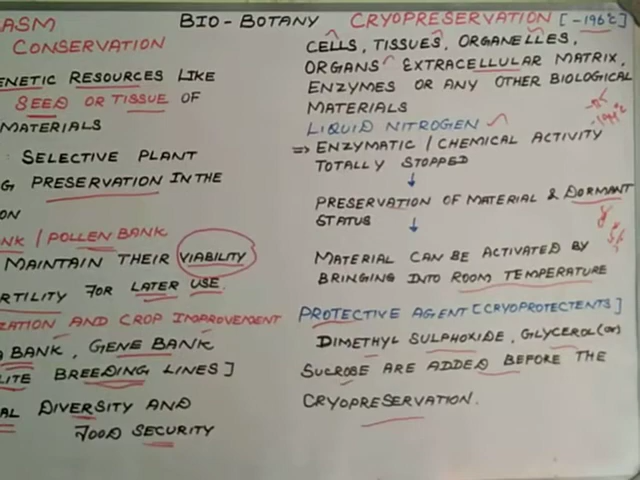 ASM BIO-BOTANY CRYOPRESERVATION [-196°C]
CONSERVATION
ENETIC RESOURCES LIKE
SEED OR TISSUE OF
MATERIALS
SELECTIVE PLANT
G PRESERVATION IN THE
ON
NK / POLLEN BANK
MAINTAIN THEIR VIABILITY
RTILITY FOR LATER USE.
ZATION AND CROP IMPROVEMENT
BANK, GENE BANK
LITE BREEDING LINES]
AL DIVERSITY AND
FOOD SECURITY
CELLS, TISSUES, ORGANELLES,
ORGANS EXTRACELLULAR MATRIX,
ENZYMES OR ANY OTHER BIOLOGICAL
MATERIALS
LIQUID NITROGEN
⇒ ENZYMATIC / CHEMICAL ACTIVITY
TOTALLY STOPPED
↓
PRESERVATION OF MATERIAL & DORMANT
STATUS
↓
MATERIAL CAN BE ACTIVATED BY
BRINGING INTO ROOM TEMPERATURE
PROTECTIVE AGENT [CRYOPROTECTENTS]
DIMETHYL SULPHOXIDE, GLYCEROL (or)
SUCROSE ARE ADDED BEFORE THE
CRYOPRESERVATION.